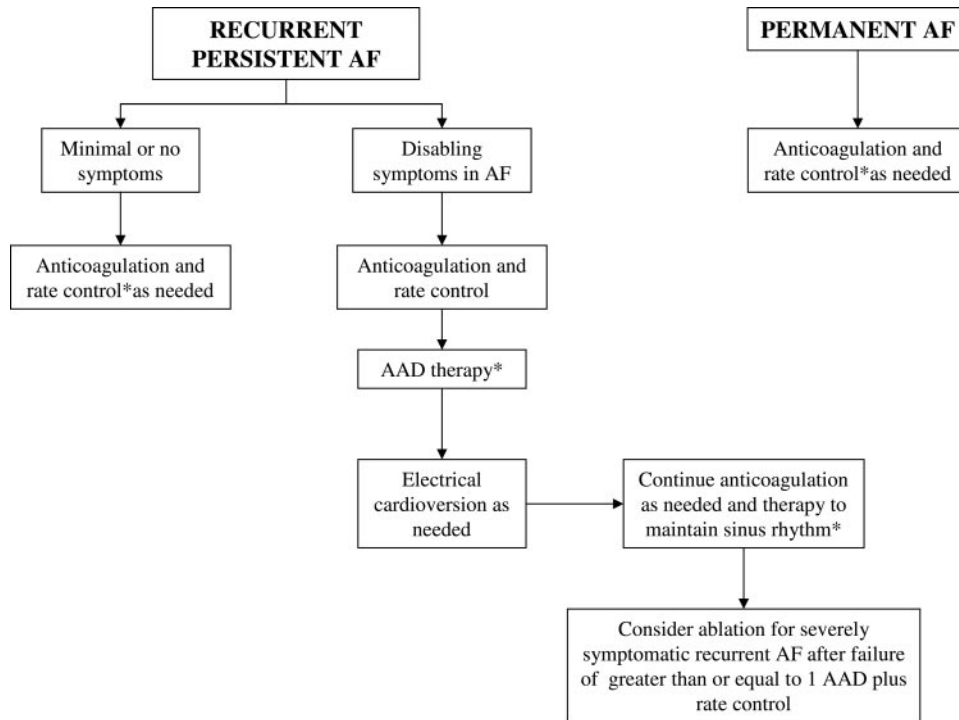 RECURRENT
PERSISTENT AF
PERMANENT AF
Minimal or no
symptoms
Disabling
symptoms in AF
Anticoagulation and
rate control*as needed
Anticoagulation and
rate control*as needed
Anticoagulation and
rate control
AAD therapy*
Electrical
cardioversion as
needed
Continue anticoagulation
as needed and therapy to
maintain sinus rhythm*
Consider ablation for severely
symptomatic recurrent AF after failure
of greater than or equal to 1 AAD plus
rate control